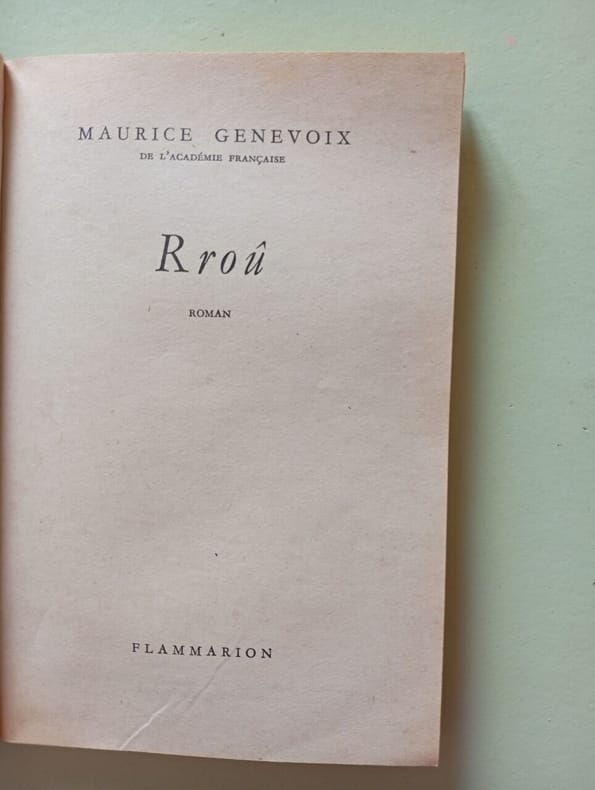 MAURICE GENEVOIX
DE L'ACADÉMIE FRANÇAISE
Rroû
ROMAN
FLAMMARION